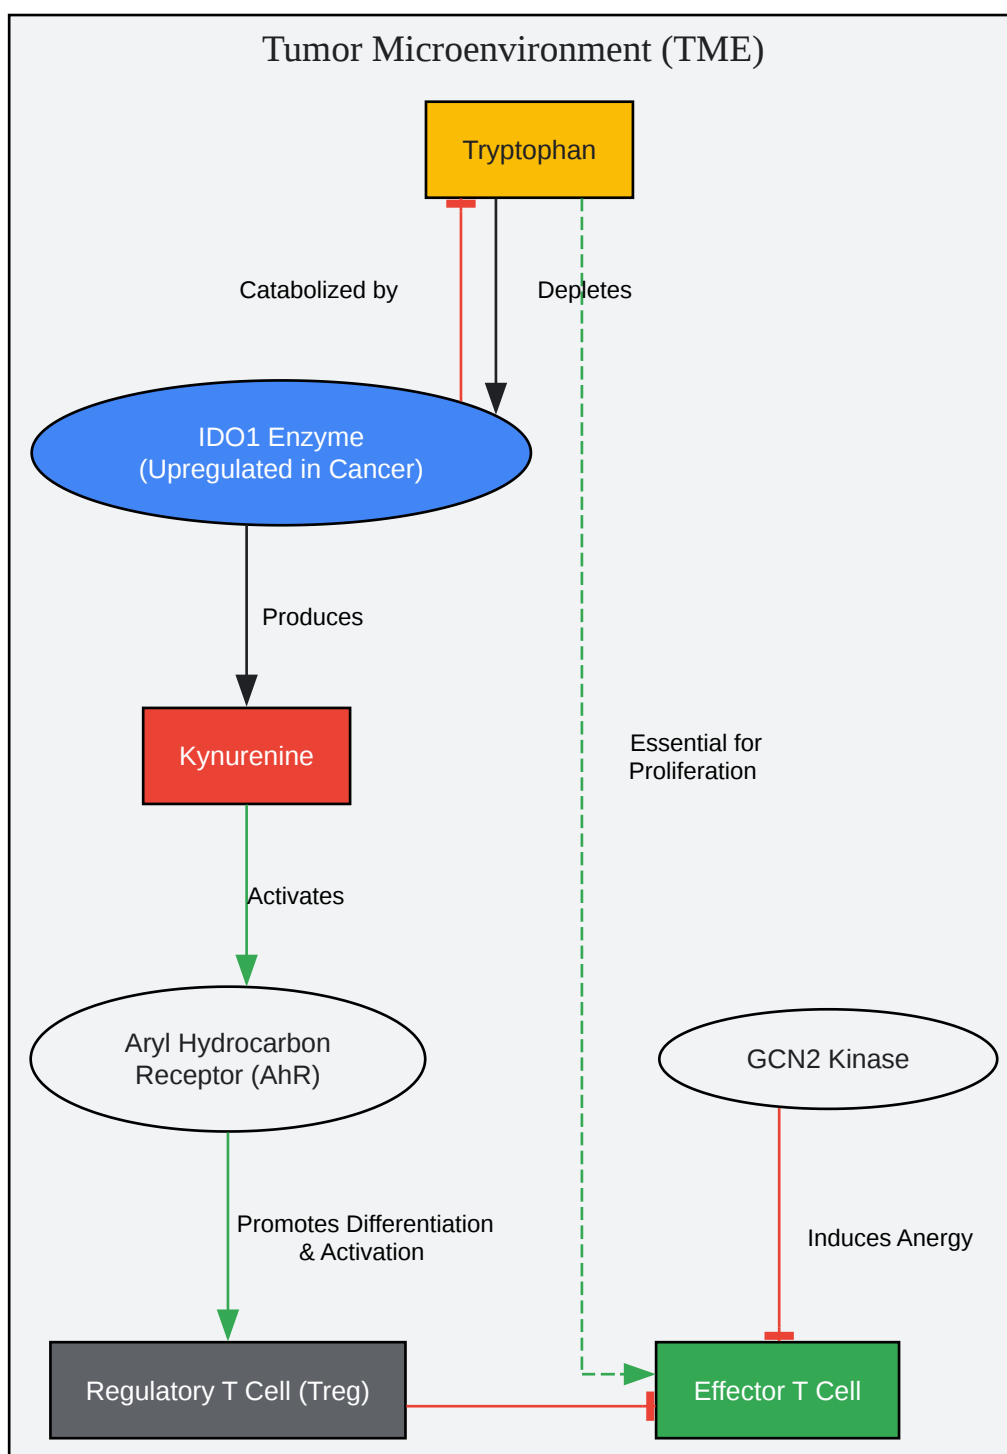 Tumor Microenvironment (TME)
Tryptophan
Catabolized by
Depletes
IDO1 Enzyme
(Upregulated in Cancer)
Produces
Kynurenine
Essential for
Proliferation
Activates
Aryl Hydrocarbon
Receptor (AhR)
GCN2 Kinase
Promotes Differentiation
& Activation
Induces Anergy
Regulatory T Cell (Treg)
Effector T Cell